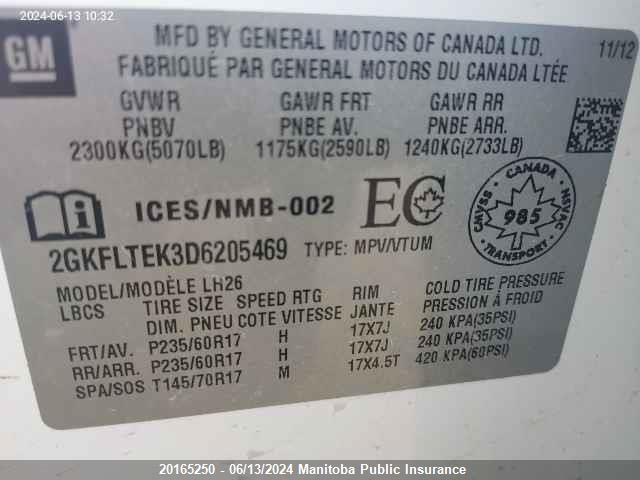 2024-06-13 10:32
GM
MFD BY GENERAL MOTORS OF CANADA LTD.
11/12
FABRIQUÉ PAR GENERAL MOTORS DU CANADA LTÉE
GVWR GAWR FRT GAWR RR
PNBV PNBE AV. PNBE ARR.
2300KG(5070LB) 1175KG(2590LB) 1240KG(2733LB)
i ICES/NMB-002 EC
CANADA
CMVSS NSVAC
985
2GKFLTEK3D6205469 TYPE: MPV/VTUM
MODEL/MODÈLE LH26
LBCS TIRE SIZE SPEED RTG RIM COLD TIRE PRESSURE
DIM. PNEU COTE VITESSE JANTE PRESSION À FROID
FRT/AV. P235/60R17 H 17X7J 240 KPA(35PSI)
RR/ARR. P235/60R17 H 17X7J 240 KPA(35PSI)
SPA/SOS T145/70R17 M 17X4.5T 420 KPA(60PSI)
20165250 - 06/13/2024 Manitoba Public Insurance